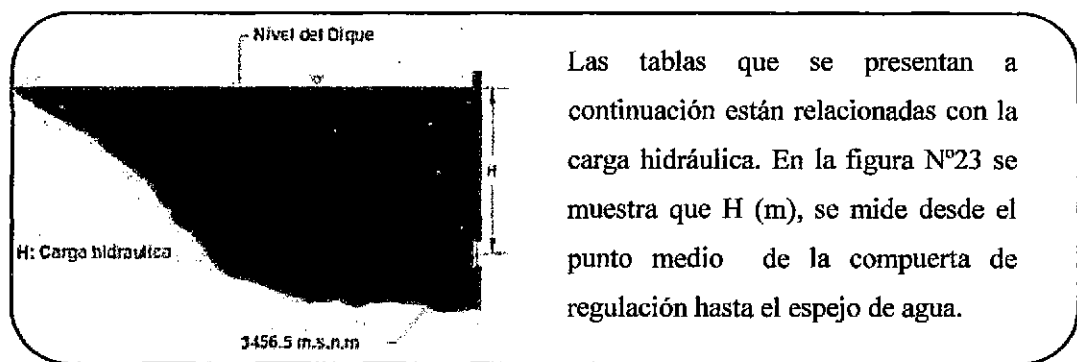 Nivel del Dique
H
H: Carga hidraulica
3456.5 m.s.n.m
Las tablas que se presentan a
continuación están relacionadas con la
carga hidráulica. En la figura Nº23 se
muestra que H (m), se mide desde el
punto medio de la compuerta de
regulación hasta el espejo de agua.